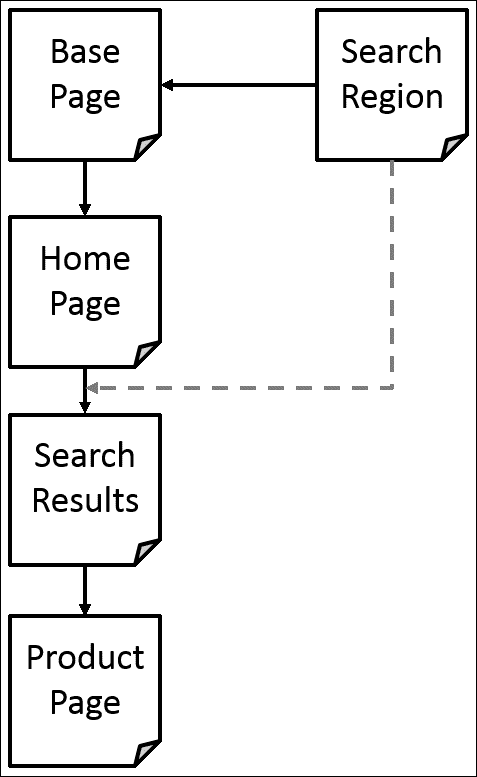 Base
Page
Search
Region
Home
Page
Search
Results
Product
Page